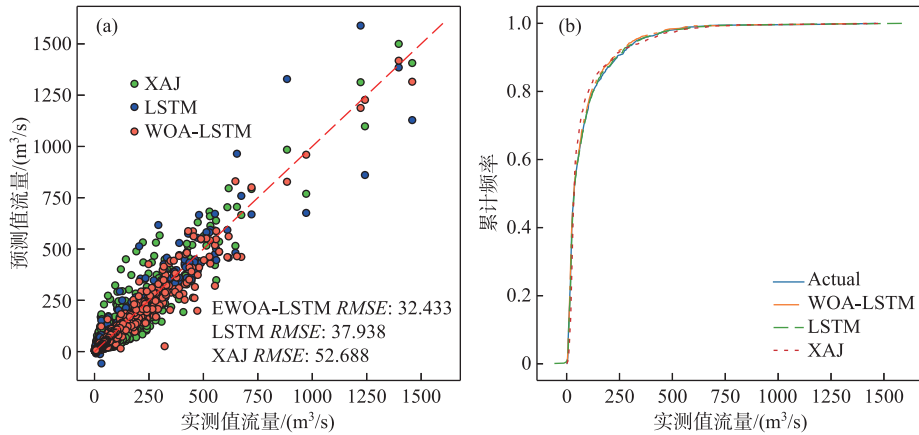 (a)
XAJ
LSTM
WOA-LSTM
预测值流量/(m³/s)
1500
1250
1000
750
500
250
0
EWOA-LSTM RMSE: 32.433
LSTM RMSE: 37.938
XAJ RMSE: 52.688
0 250 500 750 1000 1250 1500
实测值流量/(m³/s)
(b)
累计频率
1.0
0.8
0.6
0.4
0.2
0
Actual
WOA-LSTM
LSTM
XAJ
0 250 500 750 1000 1250 1500
实测值流量/(m³/s)